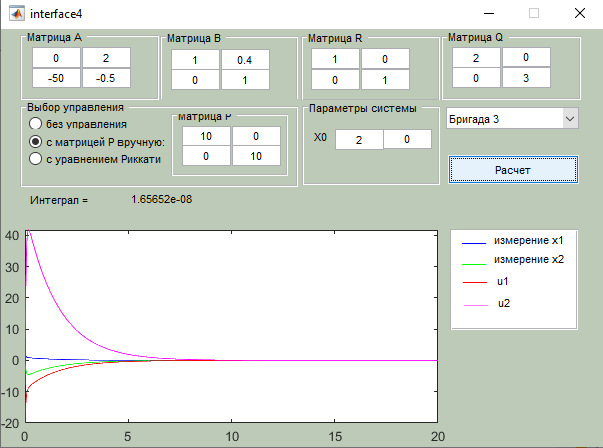 interface4
Матрица A
0 2
-50 -0.5
Матрица B
1 0.4
0 1
Матрица R
1 0
0 1
Матрица Q
2 0
0 3
Выбор управления
без управления
с матрицей P вручную:
с уравнением Риккати
Матрица P
10 0
0 10
Параметры системы
X0 2 0
Бригада 3
Расчет
Интеграл = 1.65652e-08
40
30
20
10
0
-10
-20
0 5 10 15 20
измерение x1
измерение x2
u1
u2